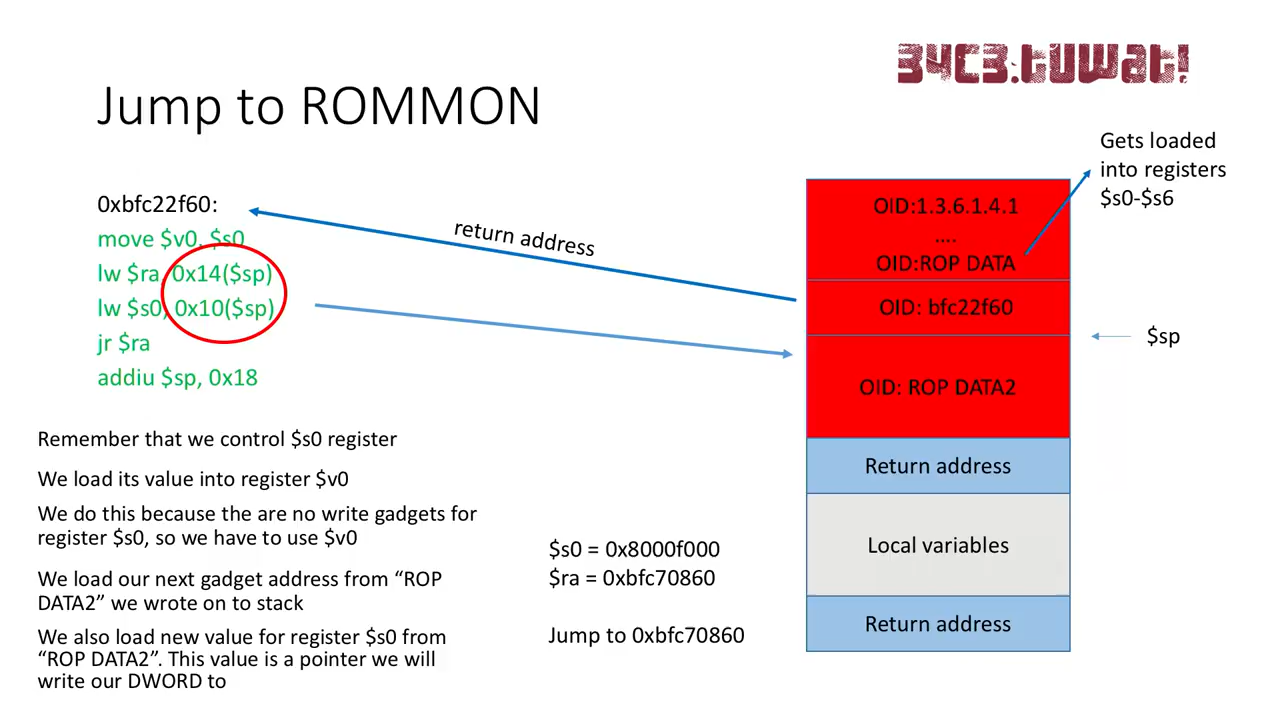 34C3.tUWat!
Jump to ROMMON
Gets loaded
into registers
$s0-$s6
0xbfc22f60:
move $v0, $s0
lw $ra, 0x14($sp)
lw $s0, 0x10($sp)
jr $ra
addiu $sp, 0x18
return address
OID:1.3.6.1.4.1
....
OID:ROP DATA
OID: bfc22f60
$sp
OID: ROP DATA2
Return address
Local variables
Return address
Remember that we control $s0 register
We load its value into register $v0
We do this because the are no write gadgets for
register $s0, so we have to use $v0
We load our next gadget address from “ROP
DATA2” we wrote on to stack
We also load new value for register $s0 from
“ROP DATA2”. This value is a pointer we will
write our DWORD to
$s0 = 0x8000f000
$ra = 0xbfc70860
Jump to 0xbfc70860